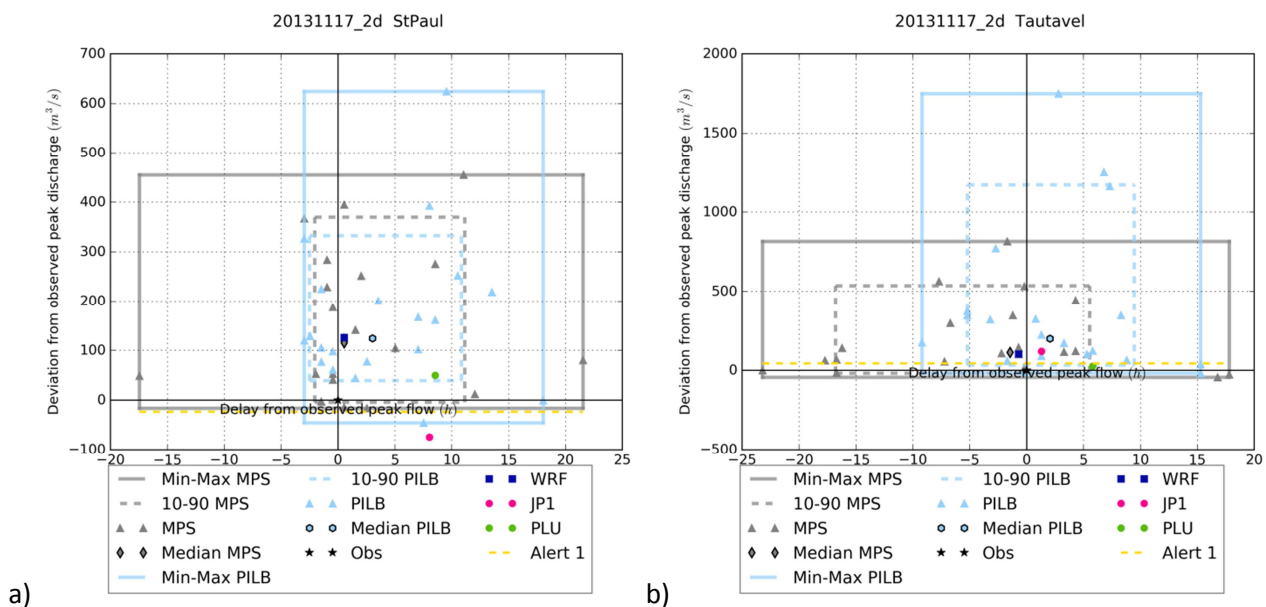 20131117_2d StPaul
700
600
500
400
300
200
100
0
−100
Deviation from observed peak discharge (m³/s)
Delay from observed peak flow (h)
−20 −15 −10 −5 0 5 10 15 20 25
Min-Max MPS
10-90 MPS
MPS
Median MPS
Min-Max PILB
10-90 PILB
PILB
Median PILB
Obs
WRF
JP1
PLU
Alert 1
a)
20131117_2d Tautavel
2000
1500
1000
500
0
−500
Deviation from observed peak discharge (m³/s)
Delay from observed peak flow (h)
−25 −20 −15 −10 −5 0 5 10 15 20
Min-Max MPS
10-90 MPS
MPS
Median MPS
Min-Max PILB
10-90 PILB
PILB
Median PILB
Obs
WRF
JP1
PLU
Alert 1
b)